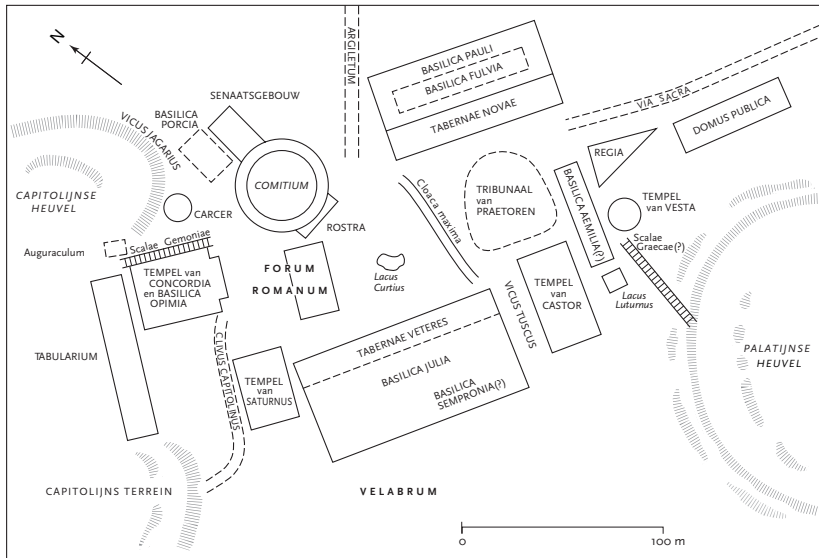 N
ARGILETUM
BASILICA PAULI
BASILICA FULVIA
TABERNAE NOVAE
VIA SACRA
DOMUS PUBLICA
SENAATSGEBOUW
BASILICA
PORCIA
VICUS JAGARIUS
COMITIUM
REGIA
CAPITOLIJNSE
HEUVEL
CARCER
ROSTRA
Cloaca maxima
TRIBUNAAL
van
PRAETOREN
BASILICA AEMILIA(?)
TEMPEL
van VESTA
Auguraculum
Scalae Gemoniae
Scalae
Graecae(?)
TEMPEL van
CONCORDIA
en BASILICA
OPIMIA
FORUM
ROMANUM
Lacus
Curtius
TEMPEL
van
CASTOR
Lacus
Luturnus
VICUS TUSCUS
TABULARIUM
CLIVUS CAPITOLINUS
TEMPEL
van
SATURNUS
TABERNAE VETERES
BASILICA JULIA
BASILICA
SEMPRONIA(?)
PALATIJNSE
HEUVEL
CAPITOLIJNS TERREIN
VELABRUM
0
100 m